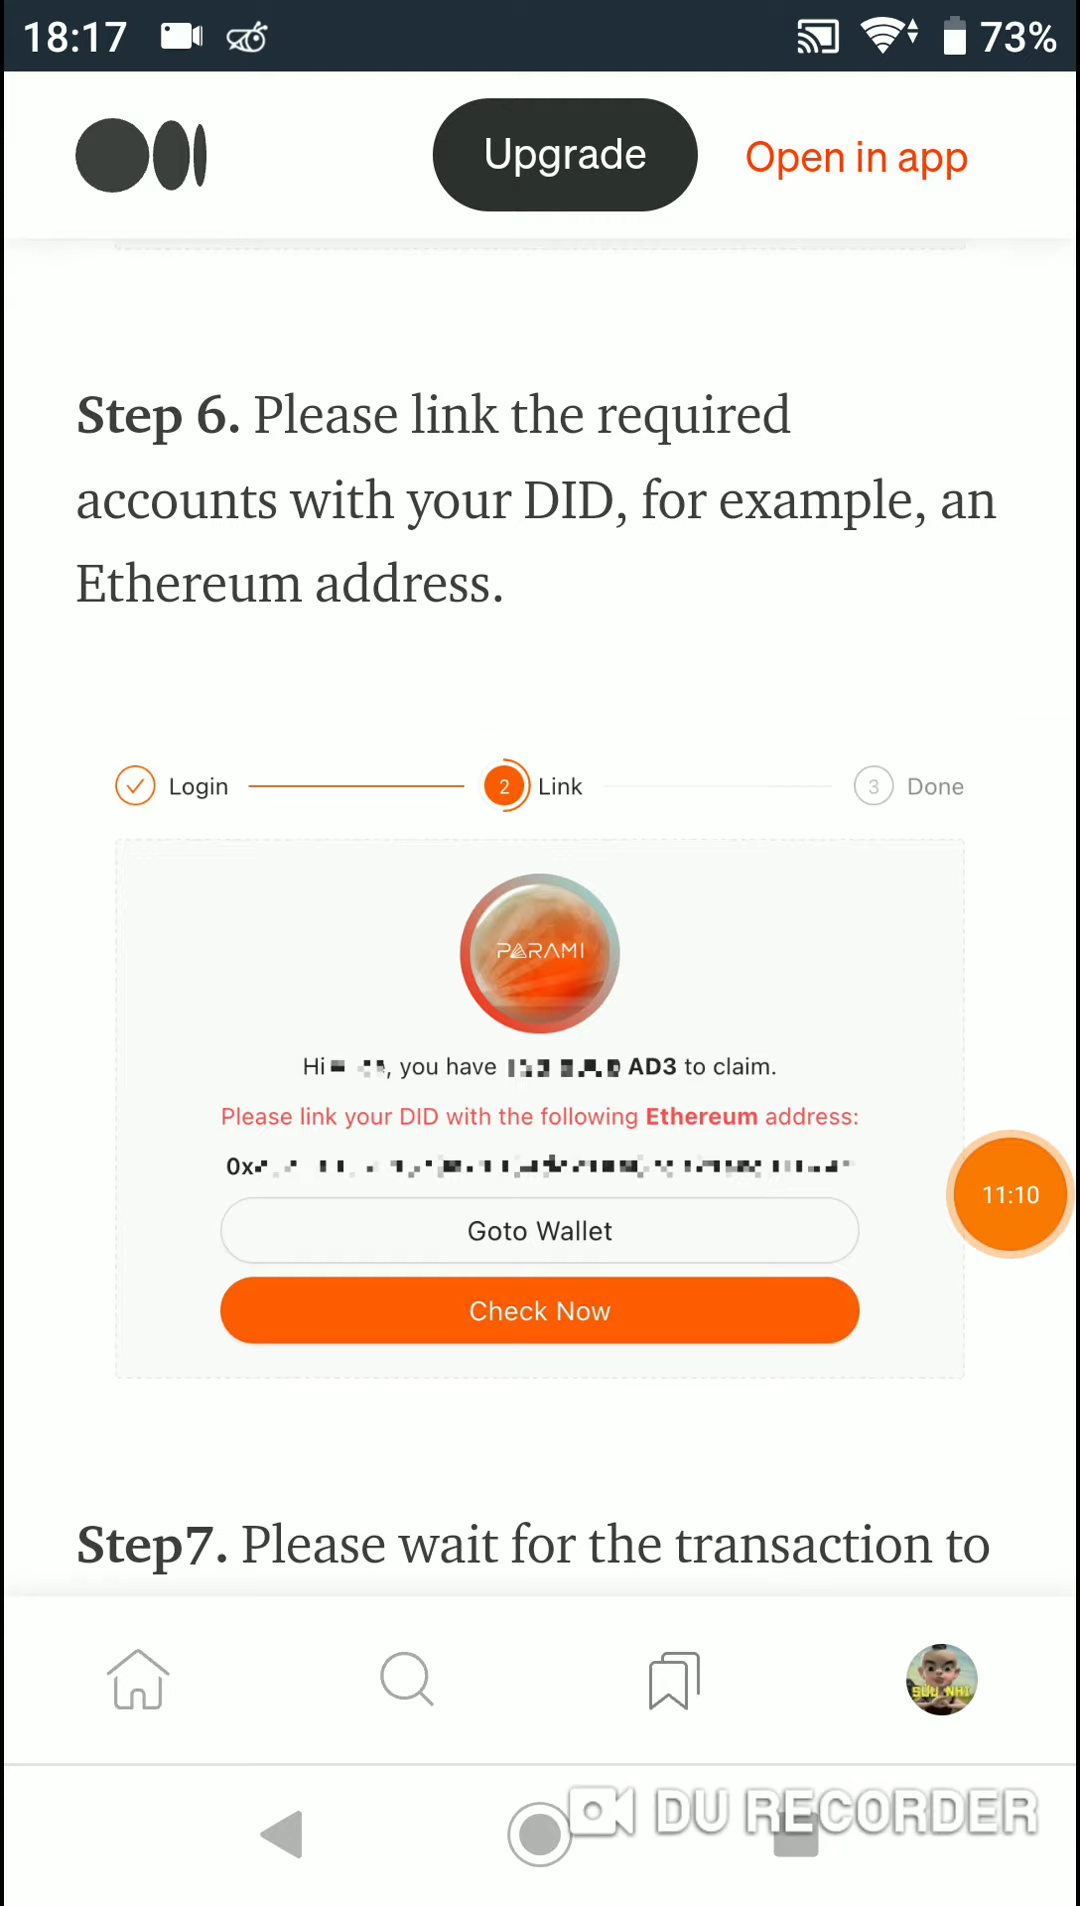 18:17
73%
Upgrade
Open in app
Step 6. Please link the required
accounts with your DID, for example, an
Ethereum address.
Login
2
Link
3
Done
PARAMI
Hi , you have AD3 to claim.
Please link your DID with the following Ethereum address:
0x
11:10
Goto Wallet
Check Now
Step7. Please wait for the transaction to
SỬU NHI
DU RECORDER